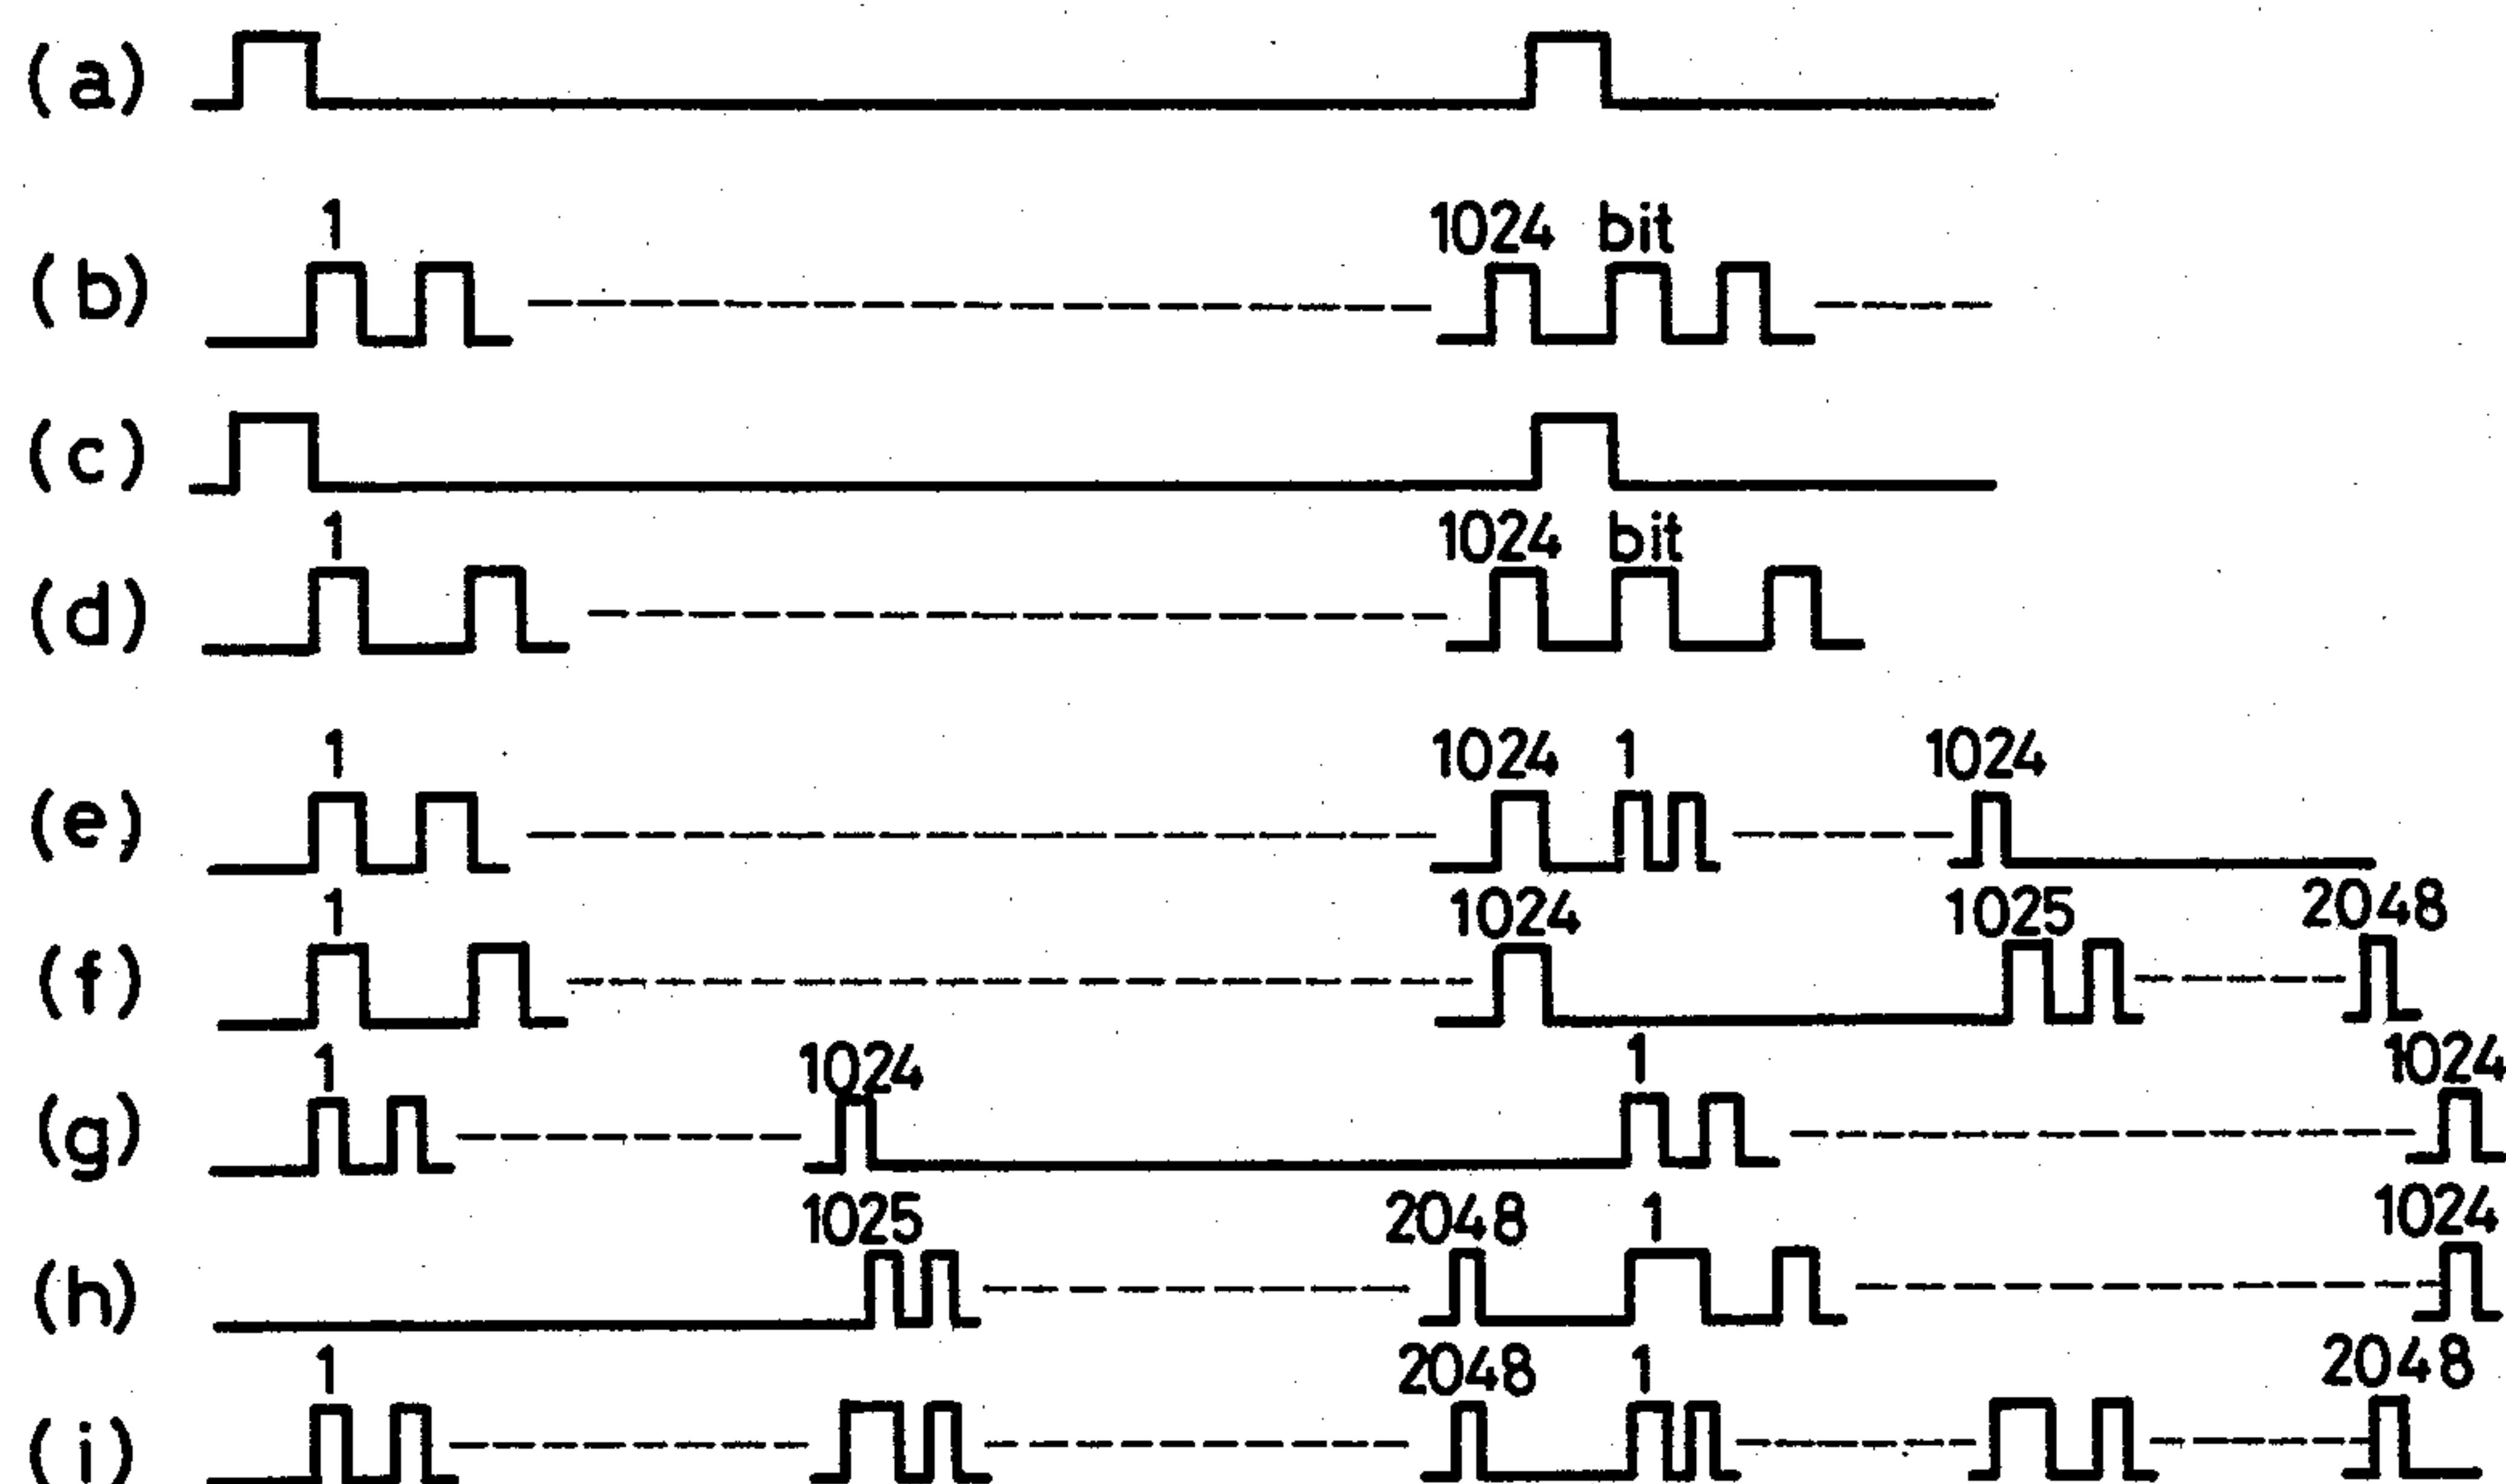 (a)
1 1024 bit
(b)
(c)
1 1024 bit
(d)
1 1024 1 1024
(e)
1 1024 1025 2048
(f)
1 1024 1 1024
(g)
1025 2048 1 1024
(h)
1 2048 1 2048
(i)